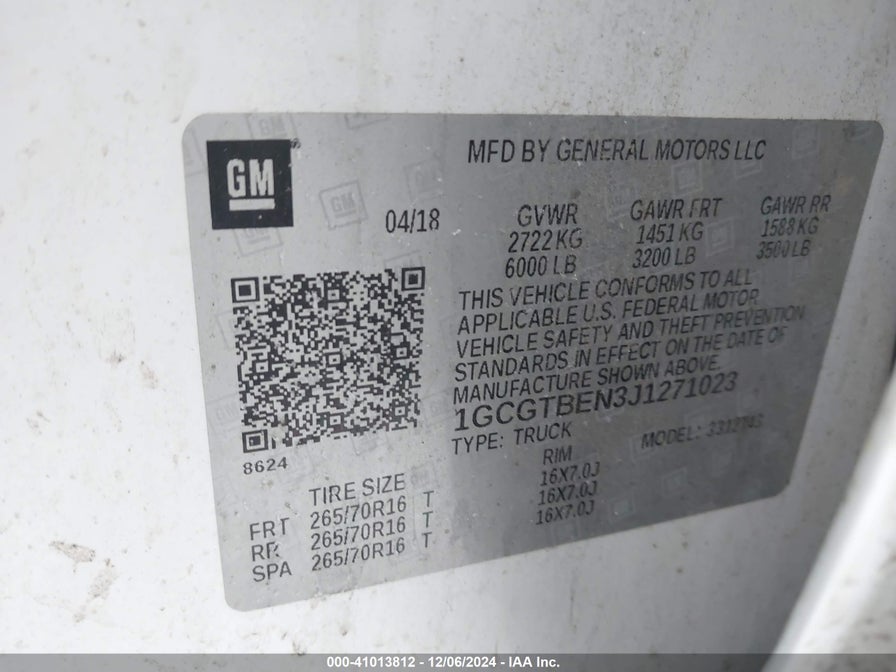 GM
MFD BY GENERAL MOTORS LLC
04/18
GVWR GAWR FRT GAWR RR
2722 KG 1451 KG 1588 KG
6000 LB 3200 LB 3500 LB
THIS VEHICLE CONFORMS TO ALL
APPLICABLE U.S. FEDERAL MOTOR
VEHICLE SAFETY AND THEFT PREVENTION
STANDARDS IN EFFECT ON THE DATE OF
MANUFACTURE SHOWN ABOVE.
1GCGTBEN3J1271023
TYPE: TRUCK MODEL:
8624
TIRE SIZE RIM
FRT 265/70R16 T 16X7.0J
RR 265/70R16 T 16X7.0J
SPA 265/70R16 T 16X7.0J
000-41013812 - 12/06/2024 - IAA Inc.